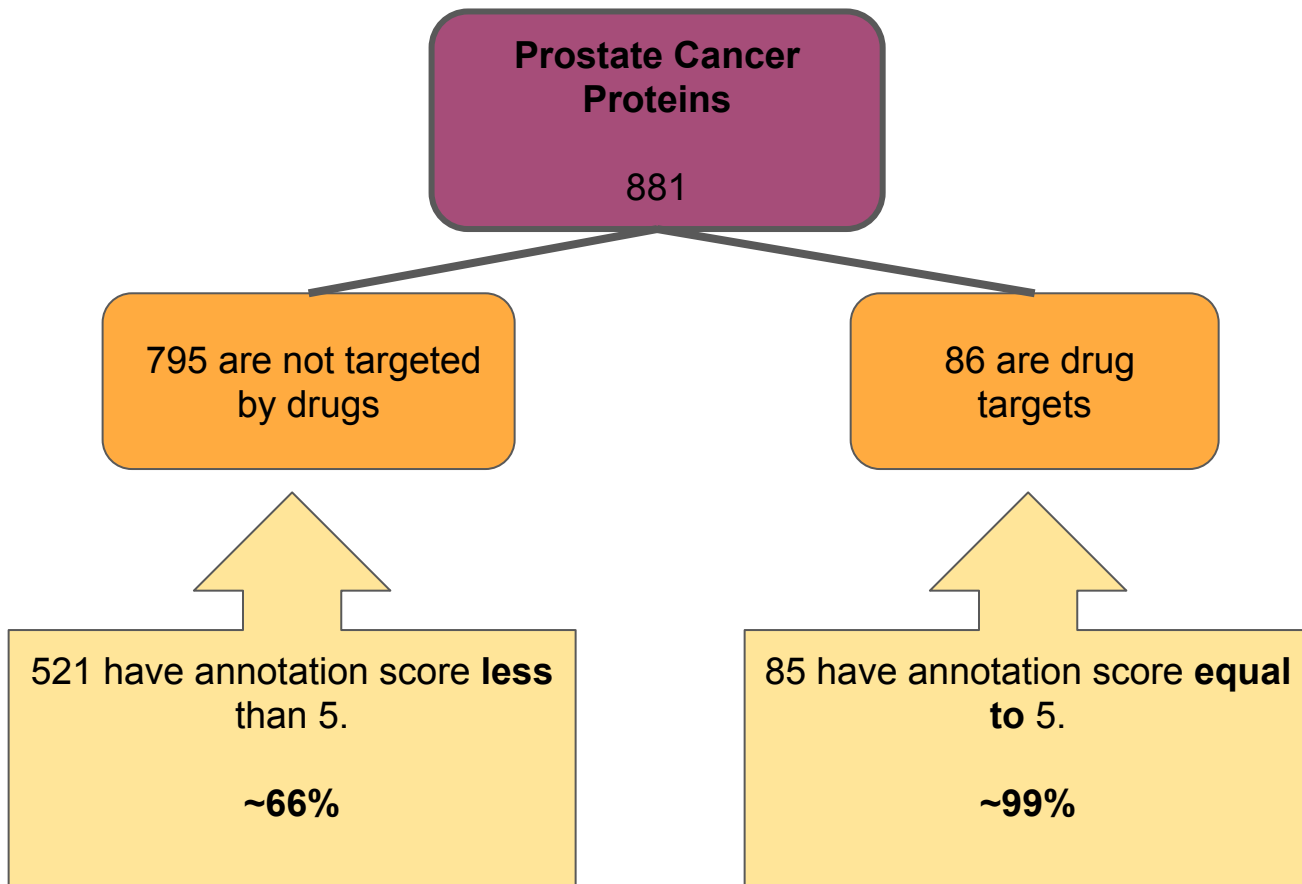 Prostate Cancer
Proteins
881
795 are not targeted
by drugs
86 are drug
targets
521 have annotation score less
than 5.
~66%
85 have annotation score equal
to 5.
~99%